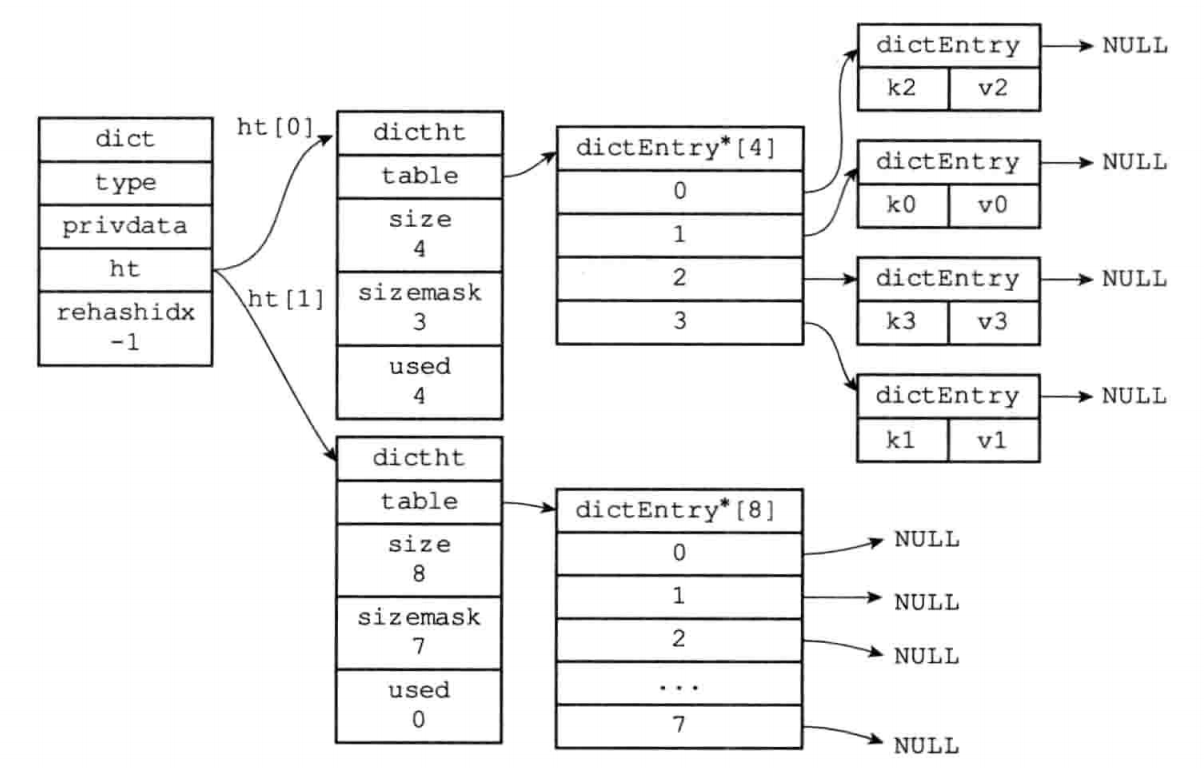 dict
type
privdata
ht
rehashidx
-1
ht[0]
ht[1]
dictht
table
size
4
sizemask
3
used
4
dictEntry*[4]
0
1
2
3
dictEntry
k2 v2
NULL
dictEntry
k0 v0
NULL
dictEntry
k3 v3
NULL
dictEntry
k1 v1
NULL
dictht
table
size
8
sizemask
7
used
0
dictEntry*[8]
0
1
2
...
7
NULL
NULL
NULL
NULL